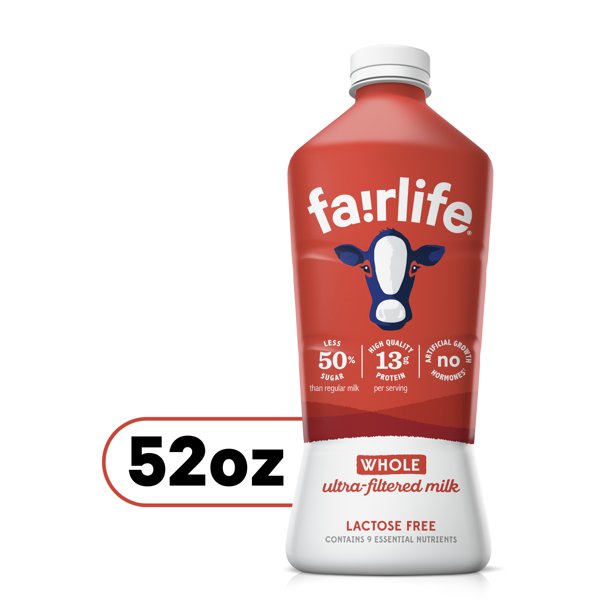 fa!rlife®
LESS
50%
SUGAR
than regular milk
HIGH QUALITY
13g
PROTEIN
per serving
ARTIFICIAL GROWTH
no
HORMONES*
52oz
WHOLE
ultra-filtered milk
LACTOSE FREE
CONTAINS 9 ESSENTIAL NUTRIENTS